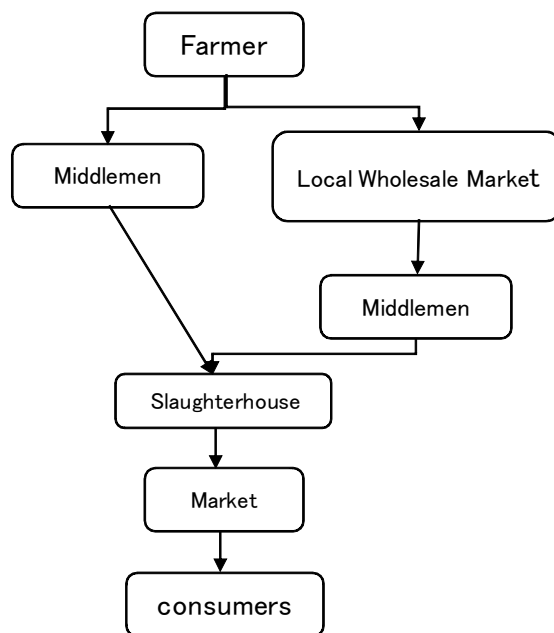 Farmer
Middlemen
Local Wholesale Market
Middlemen
Slaughterhouse
Market
consumers